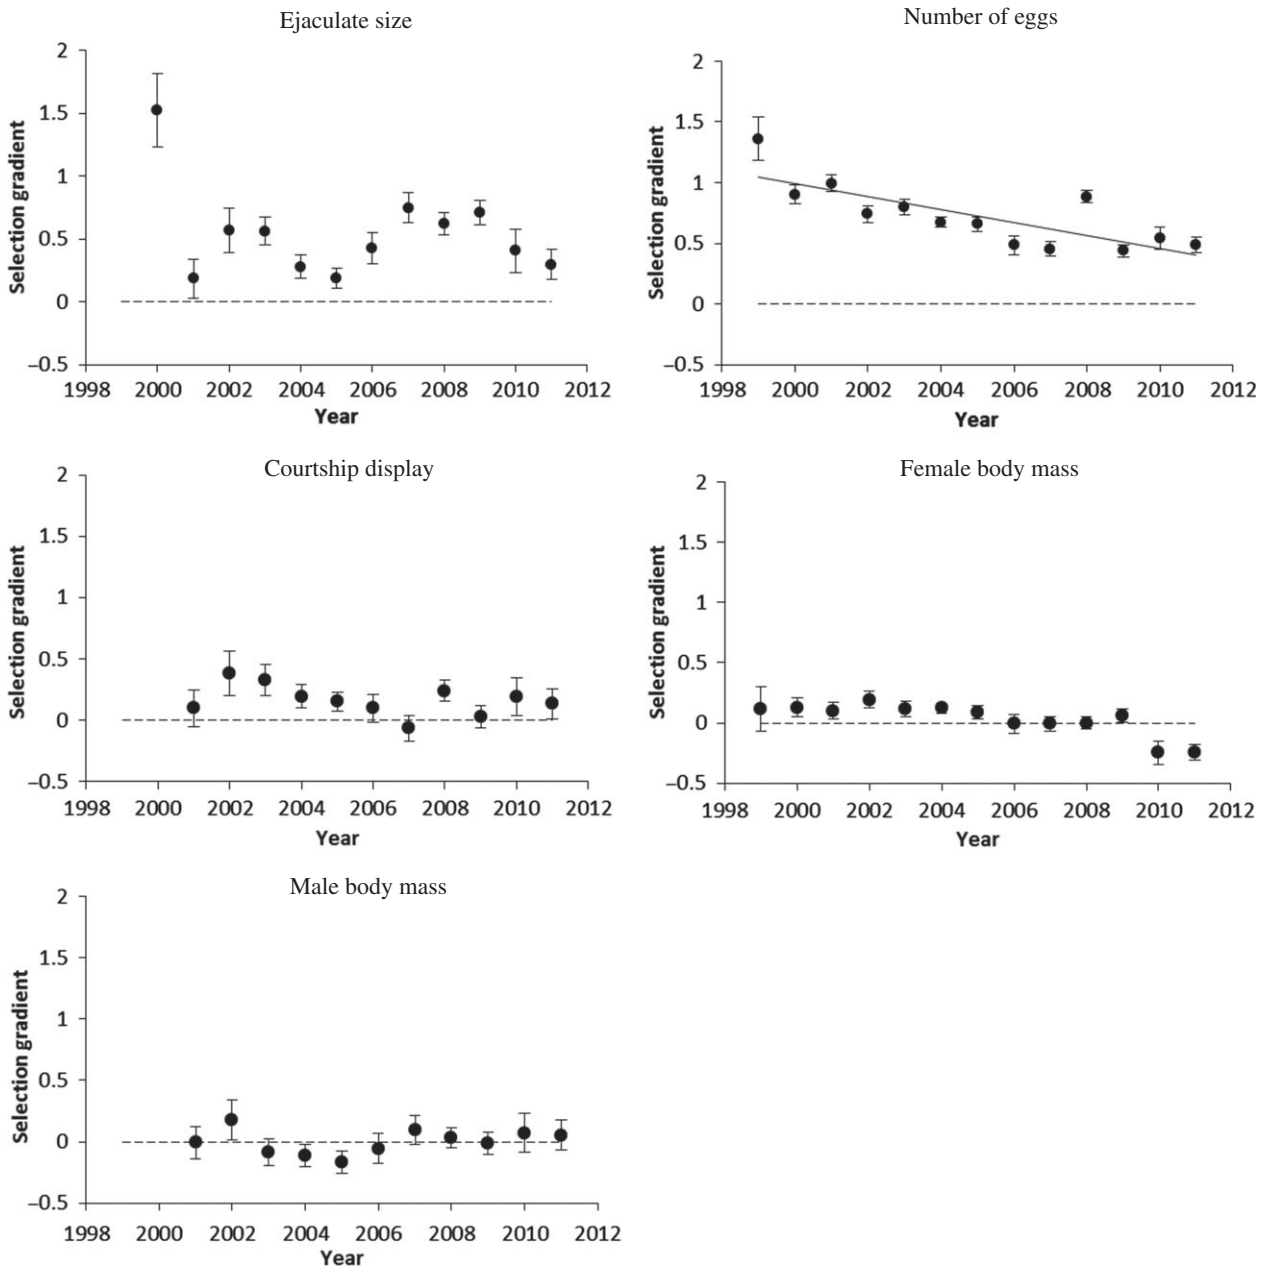 Ejaculate size
2
1.5
1
0.5
0
–0.5
Selection gradient
1998 2000 2002 2004 2006 2008 2010 2012
Year
Number of eggs
2
1.5
1
0.5
0
–0.5
Selection gradient
1998 2000 2002 2004 2006 2008 2010 2012
Year
Courtship display
2
1.5
1
0.5
0
–0.5
Selection gradient
1998 2000 2002 2004 2006 2008 2010 2012
Year
Female body mass
2
1.5
1
0.5
0
–0.5
Selection gradient
1998 2000 2002 2004 2006 2008 2010 2012
Year
Male body mass
2
1.5
1
0.5
0
–0.5
Selection gradient
1998 2000 2002 2004 2006 2008 2010 2012
Year